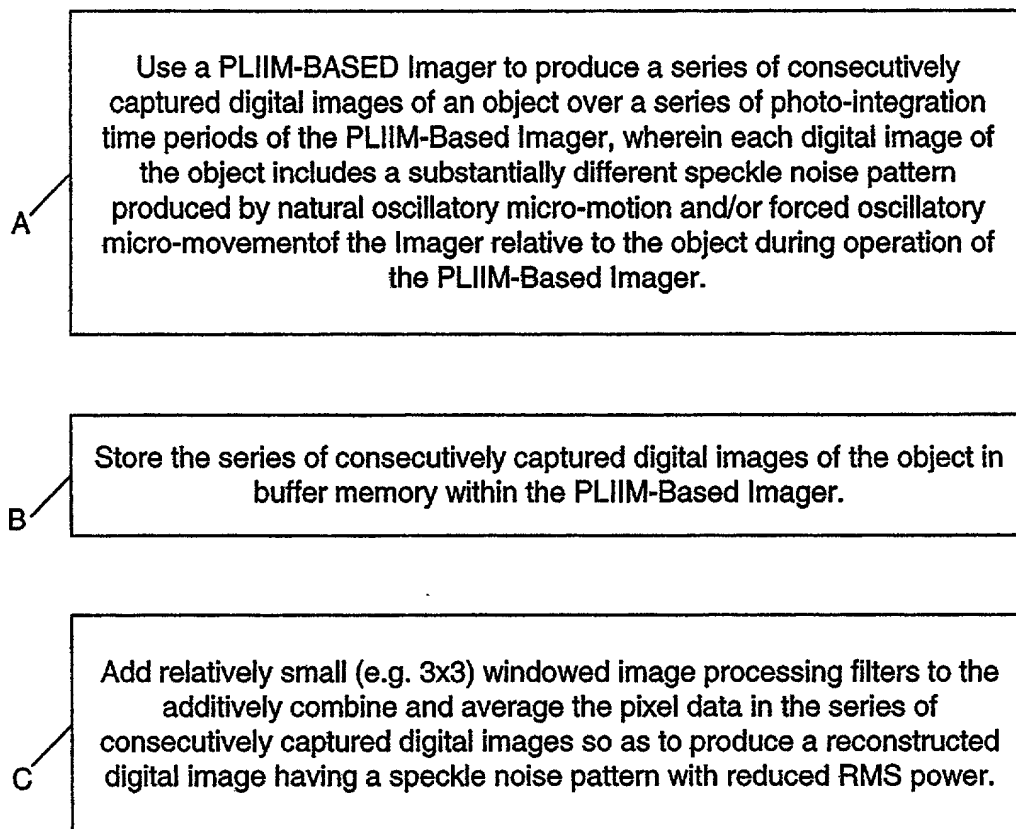 Use a PLIIM-BASED Imager to produce a series of consecutively
captured digital images of an object over a series of photo-integration
time periods of the PLIIM-Based Imager, wherein each digital image of
the object includes a substantially different speckle noise pattern
produced by natural oscillatory micro-motion and/or forced oscillatory
micro-movementof the Imager relative to the object during operation of
the PLIIM-Based Imager.
A
Store the series of consecutively captured digital images of the object in
buffer memory within the PLIIM-Based Imager.
B
Add relatively small (e.g. 3x3) windowed image processing filters to the
additively combine and average the pixel data in the series of
consecutively captured digital images so as to produce a reconstructed
digital image having a speckle noise pattern with reduced RMS power.
C